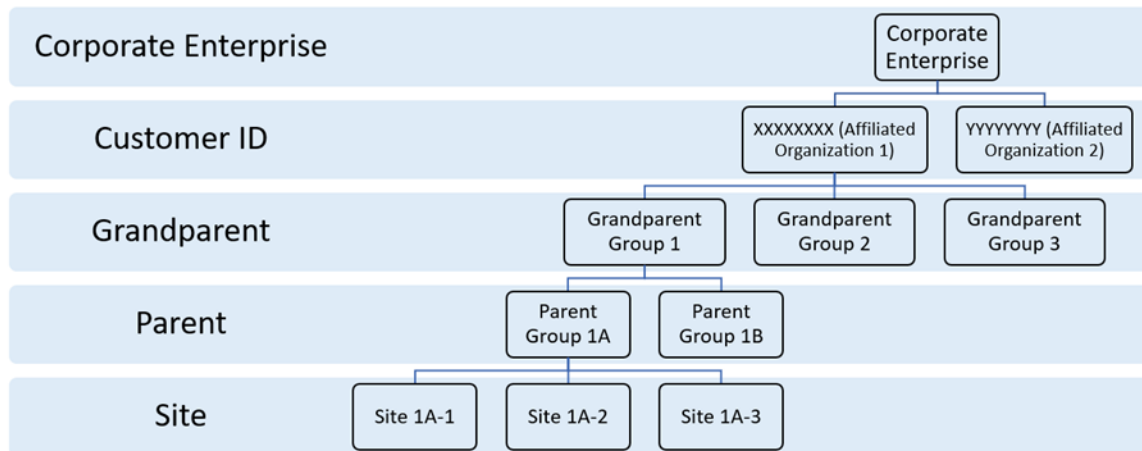 Corporate Enterprise
Corporate
Enterprise
Customer ID
XXXXXXXX (Affiliated
Organization 1)
YYYYYYYY (Affiliated
Organization 2)
Grandparent
Grandparent
Group 1
Grandparent
Group 2
Grandparent
Group 3
Parent
Parent
Group 1A
Parent
Group 1B
Site
Site 1A-1
Site 1A-2
Site 1A-3